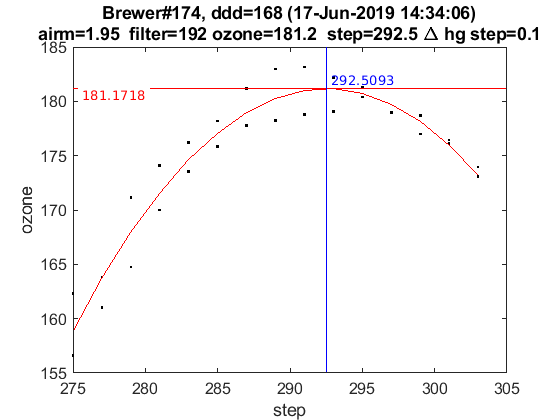 Brewer#174, ddd=168 (17-Jun-2019 14:34:06)
airm=1.95 filter=192 ozone=181.2 step=292.5 Δ hg step=0.1
185
292.5093
181.1718
180
175
170
165
160
155
ozone
275 280 285 290 295 300 305
step